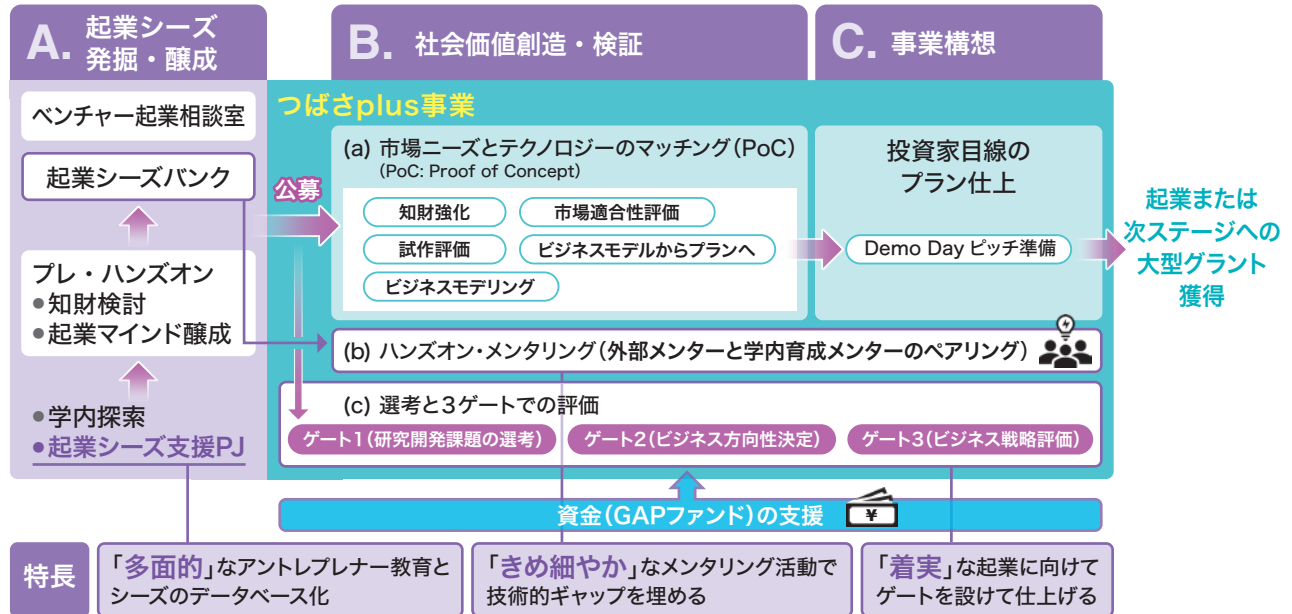 A. 起業シーズ
発掘・醸成
B. 社会価値創造・検証
C. 事業構想
ベンチャー起業相談室
起業シーズバンク
プレ・ハンズオン
●知財検討
●起業マインド醸成
●学内探索
●起業シーズ支援PJ
つばさplus事業
公募
(a) 市場ニーズとテクノロジーのマッチング(PoC)
(PoC: Proof of Concept)
知財強化
市場適合性評価
試作評価
ビジネスモデルからプランへ
ビジネスモデリング
投資家目線の
プラン仕上
Demo Day ピッチ準備
起業または
次ステージへの
大型グラント
獲得
(b) ハンズオン・メンタリング(外部メンターと学内育成メンターのペアリング)
(c) 選考と3ゲートでの評価
ゲート1(研究開発課題の選考)
ゲート2(ビジネス方向性決定)
ゲート3(ビジネス戦略評価)
資金(GAPファンド)の支援
¥
特長
「多面的」なアントレプレナー教育と
シーズのデータベース化
「きめ細やか」なメンタリング活動で
技術的ギャップを埋める
「着実」な起業に向けて
ゲートを設けて仕上げる